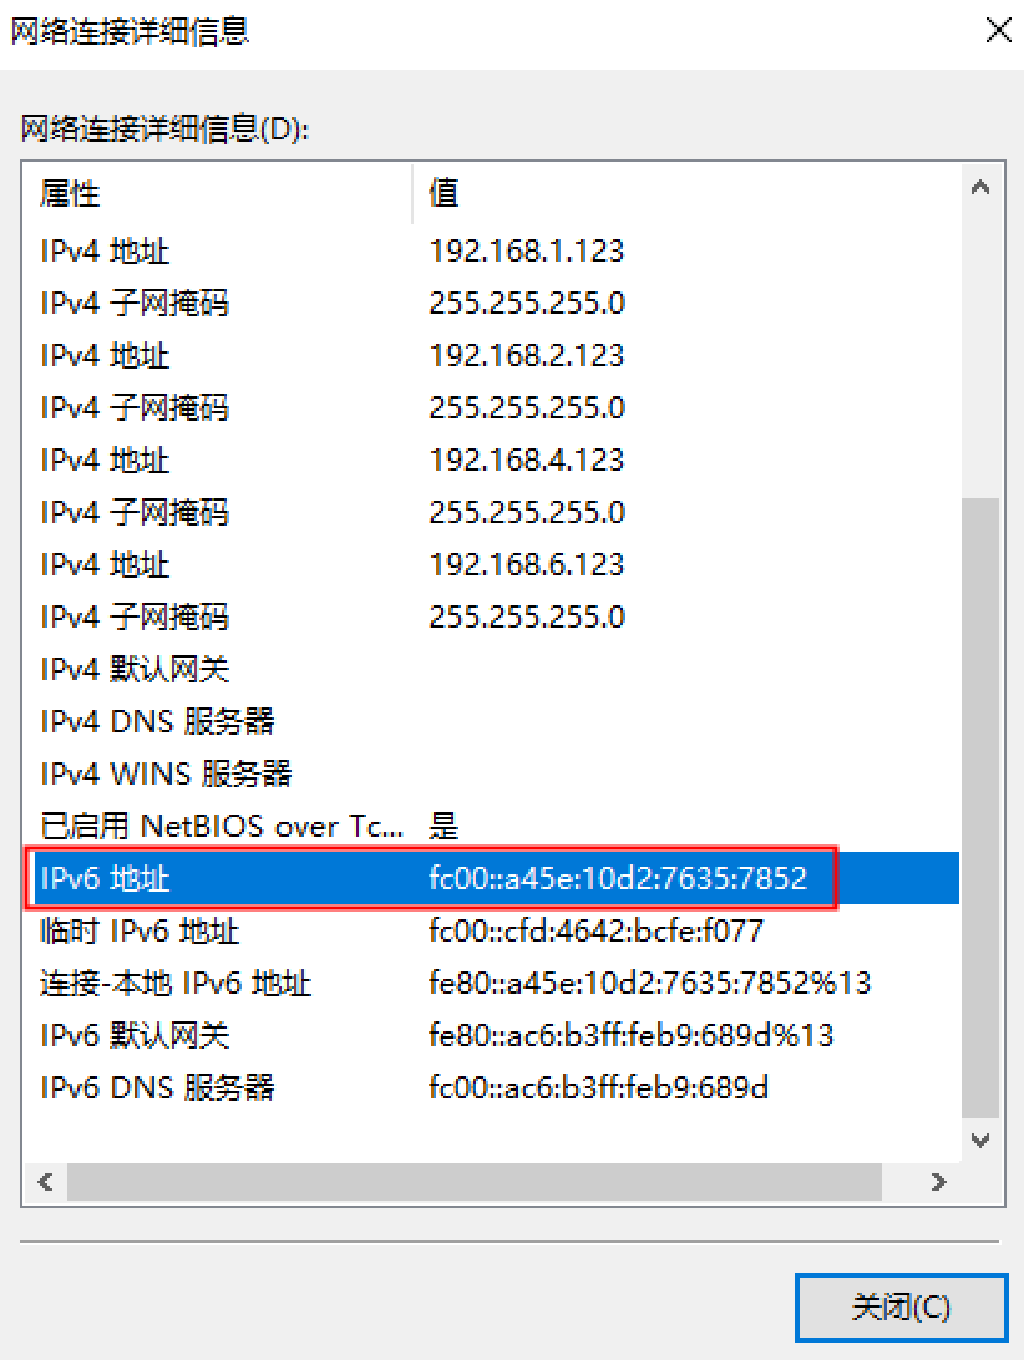 网络连接详细信息
网络连接详细信息(D):
属性 值
IPv4 地址 192.168.1.123
IPv4 子网掩码 255.255.255.0
IPv4 地址 192.168.2.123
IPv4 子网掩码 255.255.255.0
IPv4 地址 192.168.4.123
IPv4 子网掩码 255.255.255.0
IPv4 地址 192.168.6.123
IPv4 子网掩码 255.255.255.0
IPv4 默认网关
IPv4 DNS 服务器
IPv4 WINS 服务器
已启用 NetBIOS over Tc... 是
IPv6 地址 fc00::a45e:10d2:7635:7852
临时 IPv6 地址 fc00::cfd:4642:bcfe:f077
连接-本地 IPv6 地址 fe80::a45e:10d2:7635:7852%13
IPv6 默认网关 fe80::ac6:b3ff:feb9:689d%13
IPv6 DNS 服务器 fc00::ac6:b3ff:feb9:689d
关闭(C)